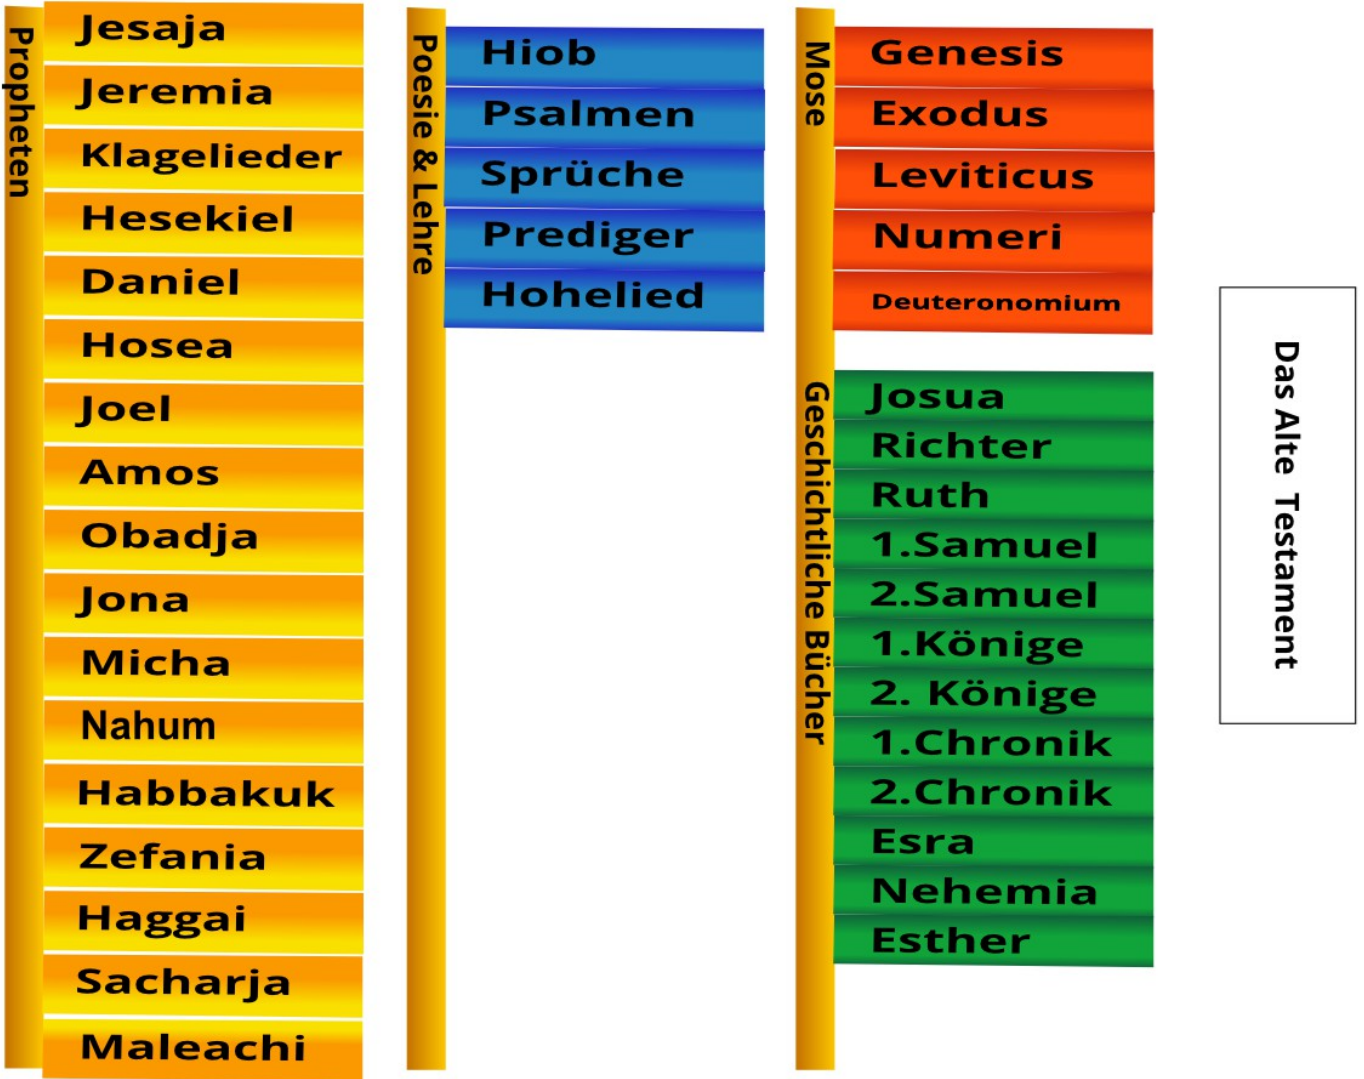 Propheten
Jesaja
Jeremia
Klagelieder
Hesekiel
Daniel
Hosea
Joel
Amos
Obadja
Jona
Micha
Nahum
Habbakuk
Zefania
Haggai
Sacharja
Maleachi
Poesie & Lehre
Hiob
Psalmen
Sprüche
Prediger
Hohelied
Mose
Genesis
Exodus
Leviticus
Numeri
Deuteronomium
Geschichtliche Bücher
Josua
Richter
Ruth
1.Samuel
2.Samuel
1.Könige
2. Könige
1.Chronik
2.Chronik
Esra
Nehemia
Esther
Das Alte Testament